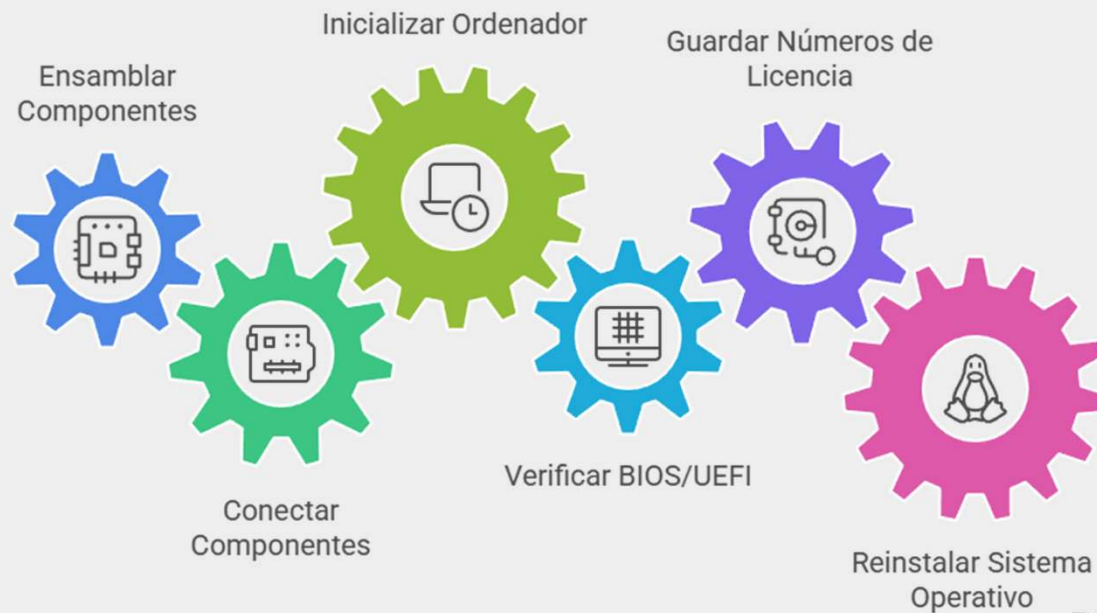 Ensamblar
Componentes
Conectar
Componentes
Inicializar Ordenador
Verificar BIOS/UEFI
Guardar Números de
Licencia
Reinstalar Sistema
Operativo